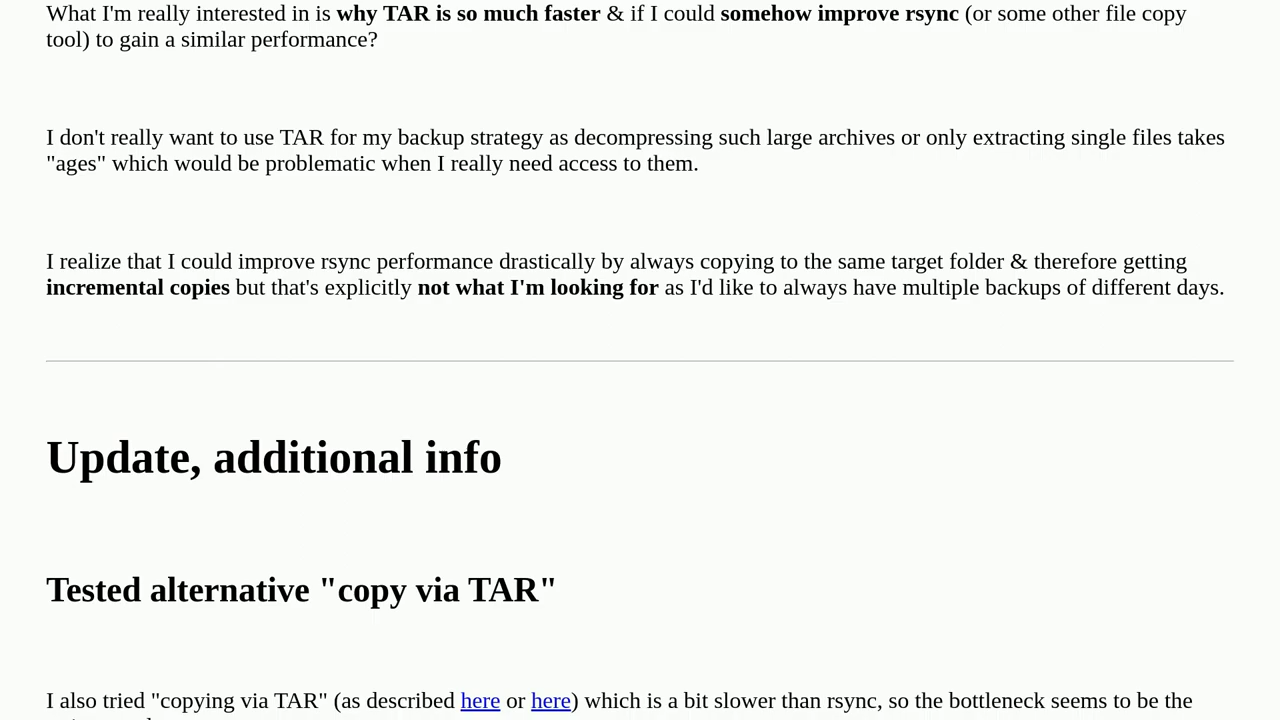 What I'm really interested in is why TAR is so much faster & if I could somehow improve rsync (or some other file copy
tool) to gain a similar performance?
I don't really want to use TAR for my backup strategy as decompressing such large archives or only extracting single files takes
"ages" which would be problematic when I really need access to them.
I realize that I could improve rsync performance drastically by always copying to the same target folder & therefore getting
incremental copies but that's explicitly not what I'm looking for as I'd like to always have multiple backups of different days.
Update, additional info
Tested alternative "copy via TAR"
I also tried "copying via TAR" (as described here or here) which is a bit slower than rsync, so the bottleneck seems to be the